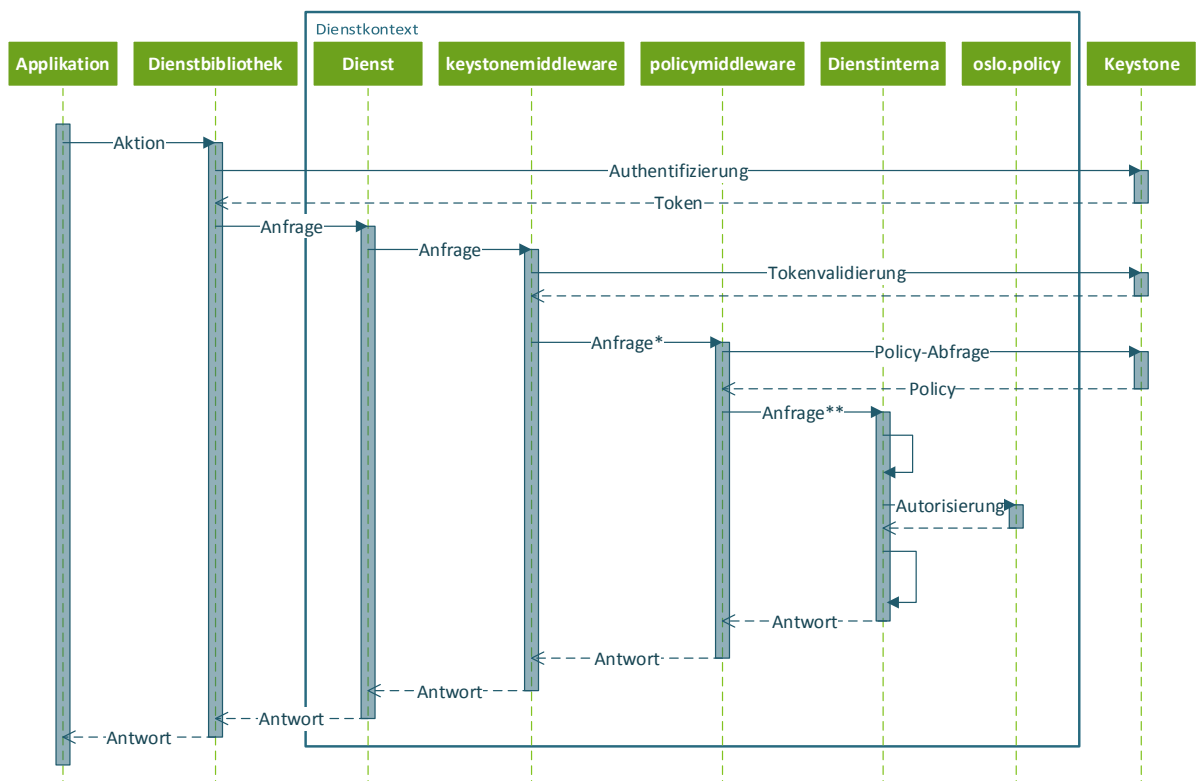 Dienstkontext
Applikation
Dienstbibliothek
Dienst
keystonemiddleware
policymiddleware
Dienstinterna
oslo.policy
Keystone
Aktion
Authentifizierung
Token
Anfrage
Anfrage
Tokenvalidierung
Anfrage*
Policy-Abfrage
Policy
Anfrage**
Autorisierung
Antwort
Antwort
Antwort
Antwort
Antwort